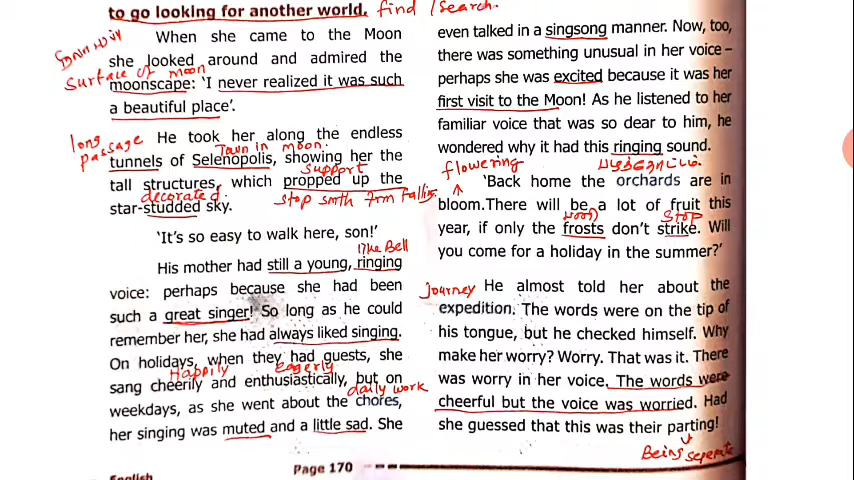 to go looking for another world. find / Search.
When she came to the Moon
she looked around and admired the
Surface of moon
moonscape: 'I never realized it was such
a beautiful place'.
long
passage
He took her along the endless
Town in moon.
tunnels of Selenopolis, showing her the
support
tall structures, which propped up the
decorated
stop smth from falling
star-studded sky.
'It's so easy to walk here, son!'
like Bell
His mother had still a young, ringing
voice: perhaps because she had been
such a great singer! So long as he could
remember her, she had always liked singing.
On holidays, when they had guests, she
Happily eagerly
sang cheerily and enthusiastically, but on
daily work
weekdays, as she went about the chores,
her singing was muted and a little sad. She
even talked in a singsong manner. Now, too,
there was something unusual in her voice –
perhaps she was excited because it was her
first visit to the Moon! As he listened to her
familiar voice that was so dear to him, he
wondered why it had this ringing sound.
flowering
'Back home the orchards are in
bloom.There will be a lot of fruit this
Stop
year, if only the frosts don't strike. Will
you come for a holiday in the summer?'
Journey
He almost told her about the
expedition. The words were on the tip of
his tongue, but he checked himself. Why
make her worry? Worry. That was it. There
was worry in her voice. The words were
cheerful but the voice was worried. Had
she guessed that this was their parting!
Being seperate
English
Page 170